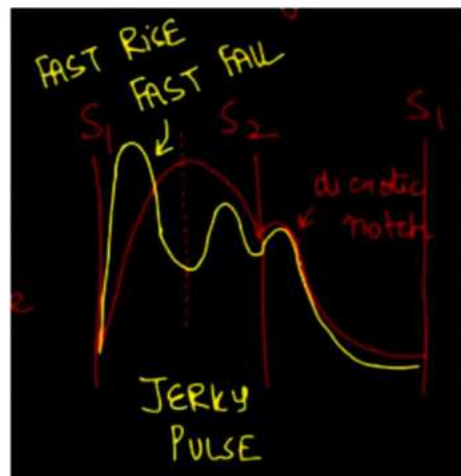 FAST RISE
FAST FALL
S1 S2 S1
dicrotic
notch
JERKY
PULSE